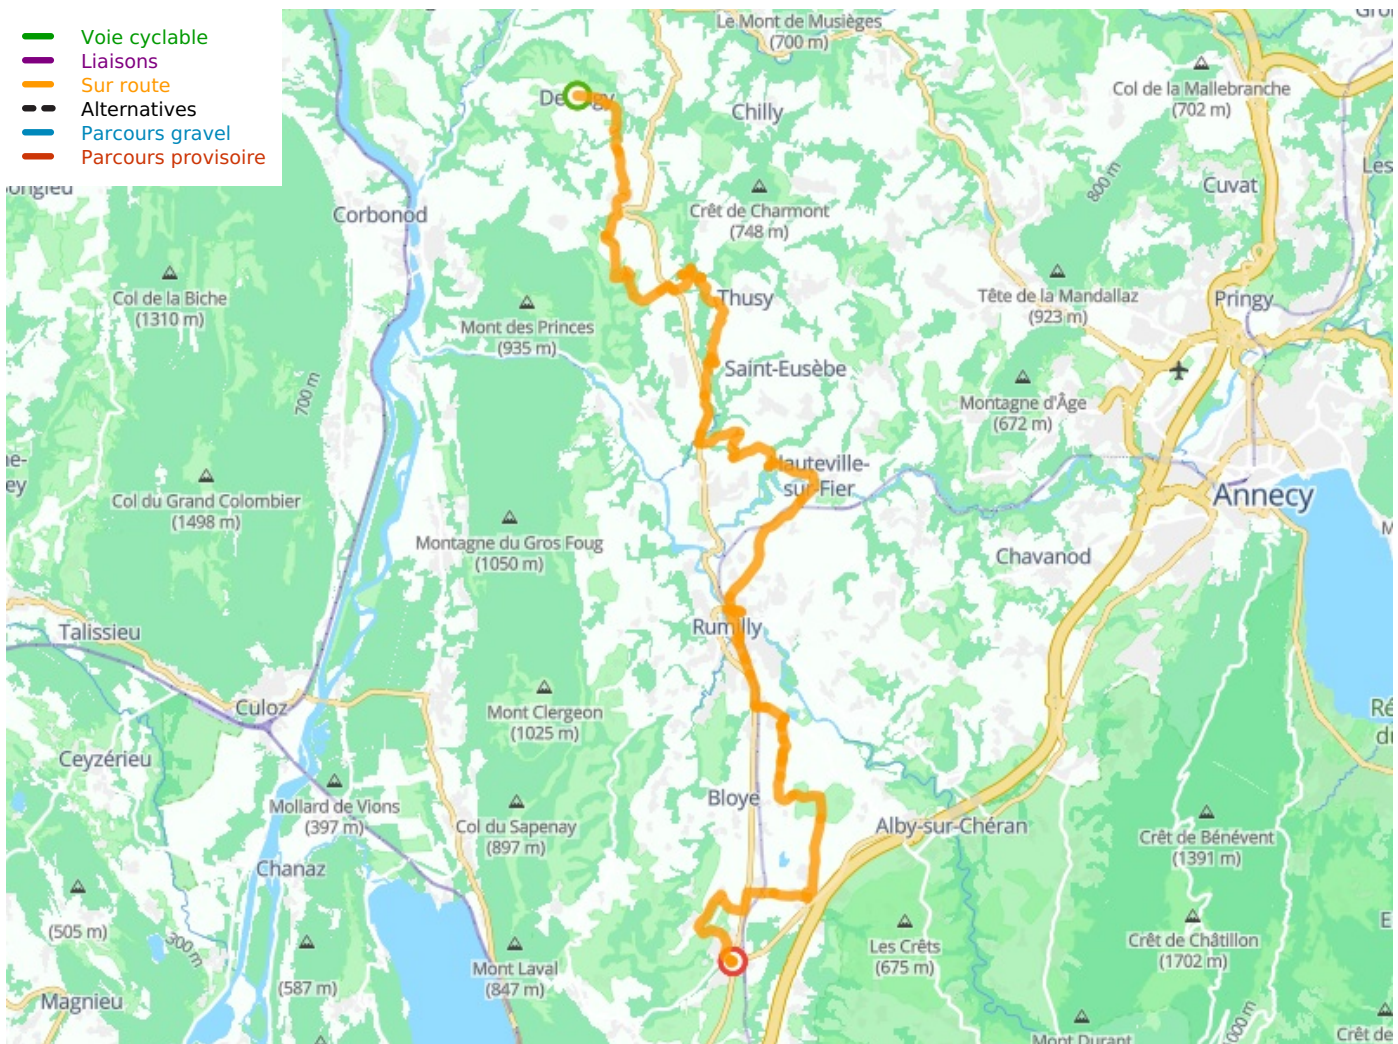 Voie cyclable
Liaisons
Sur route
Alternatives
Parcours gravel
Parcours provisoire
Le Mont de Musièges
(700 m)
Col de la Mallebranche
(702 m)
Chilly
800 m
Cuvat
Les
Corbonod
Crêt de Charmont
(748 m)
Col de la Biche
(1310 m)
Mont des Princes
(935 m)
Thusy
Tête de la Mandallaz
(923 m)
Pringy
Saint-Eusèbe
700 m
Montagne d'Âge
(672 m)
Hauteville-
sur-Fier
Col du Grand Colombier
(1498 m)
Annecy
Montagne du Gros Foug
(1050 m)
Chavanod
Talissieu
Rumilly
Culoz
Mont Clergeon
(1025 m)
Ceyzérieu
Mollard de Vions
(397 m)
Bloye
Col du Sapenay
(897 m)
Alby-sur-Chéran
Crêt de Bénévent
(1391 m)
Chanaz
(505 m)
300 m
Les Crêts
(675 m)
Crêt de Châtillon
(1702 m)
Mont Laval
(847 m)
(587 m)
Magnieu
Mont Durant
Crêt de